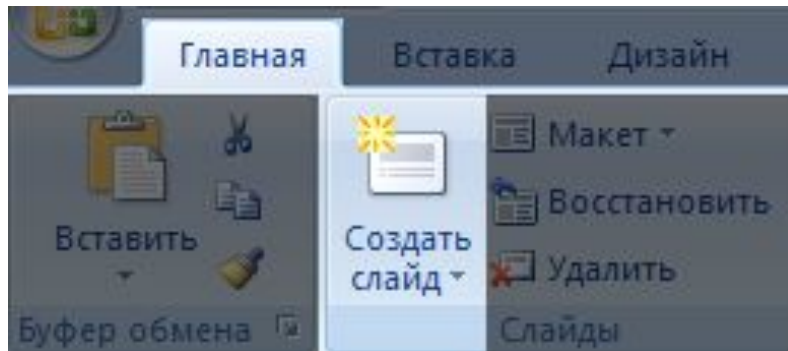 Главная Вставка Дизайн
Вставить
Создать
слайд
Макет
Восстановить
Удалить
Буфер обмена
Слайды